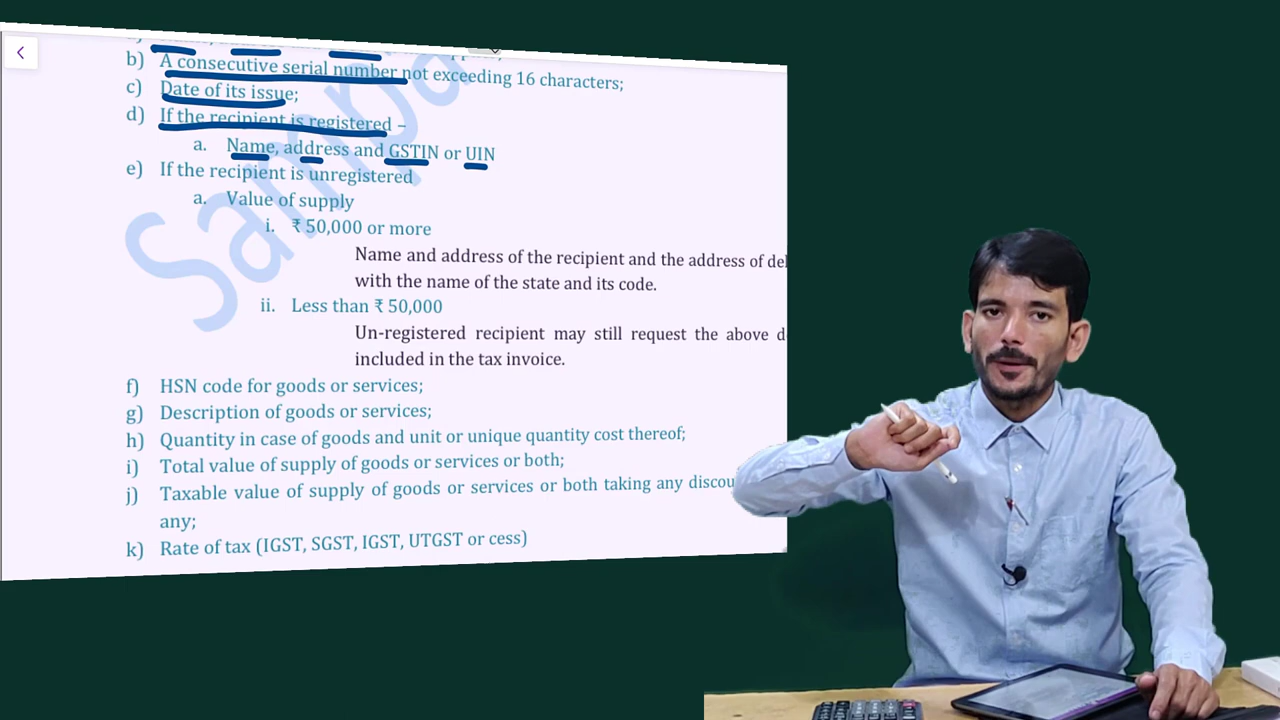 b) A consecutive serial number not exceeding 16 characters;
c) Date of its issue;
d) If the recipient is registered –
a. Name, address and GSTIN or UIN
e) If the recipient is unregistered
a. Value of supply
i. ₹ 50,000 or more
Name and address of the recipient and the address of del
with the name of the state and its code.
ii. Less than ₹ 50,000
Un-registered recipient may still request the above d
included in the tax invoice.
f) HSN code for goods or services;
g) Description of goods or services;
h) Quantity in case of goods and unit or unique quantity cost thereof;
i) Total value of supply of goods or services or both;
j) Taxable value of supply of goods or services or both taking any discou
any;
k) Rate of tax (IGST, SGST, IGST, UTGST or cess)
Sampa